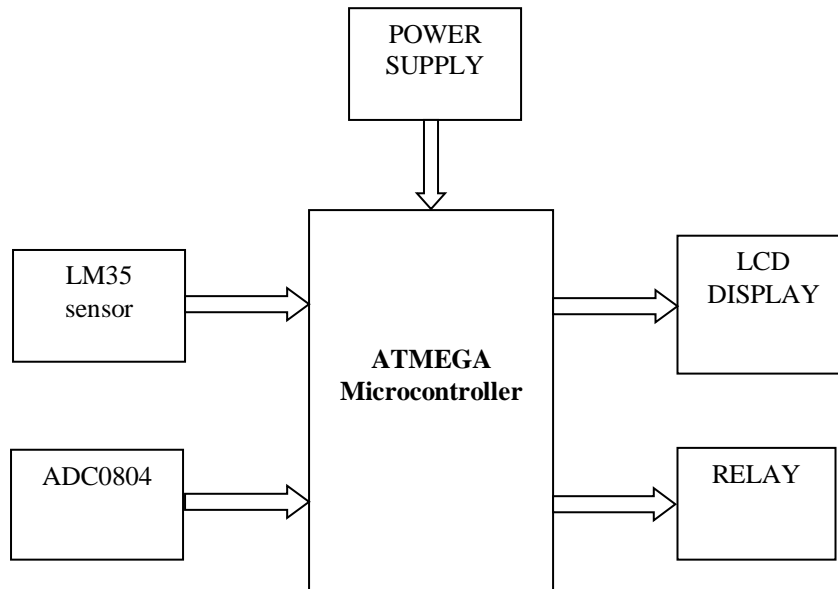 POWER
SUPPLY
LM35
sensor
LCD
DISPLAY
ATMEGA
Microcontroller
ADC0804
RELAY